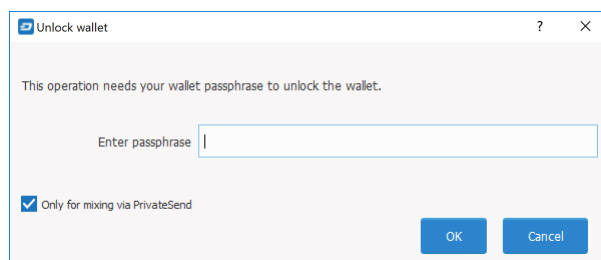 Unlock wallet
This operation needs your wallet passphrase to unlock the wallet.
Enter passphrase
Only for mixing via PrivateSend
OK Cancel